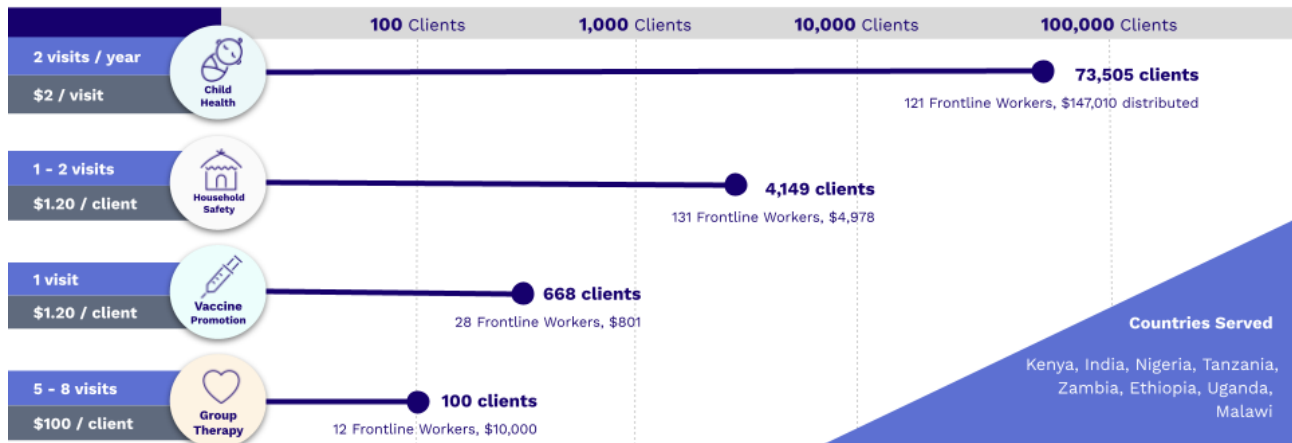 100 Clients
1,000 Clients
10,000 Clients
100,000 Clients
2 visits / year
$2 / visit
Child
Health
73,505 clients
121 Frontline Workers, $147,010 distributed
1 - 2 visits
$1.20 / client
Household
Safety
4,149 clients
131 Frontline Workers, $4,978
1 visit
$1.20 / client
Vaccine
Promotion
668 clients
28 Frontline Workers, $801
5 - 8 visits
$100 / client
Group
Therapy
100 clients
12 Frontline Workers, $10,000
Countries Served
Kenya, India, Nigeria, Tanzania,
Zambia, Ethiopia, Uganda,
Malawi